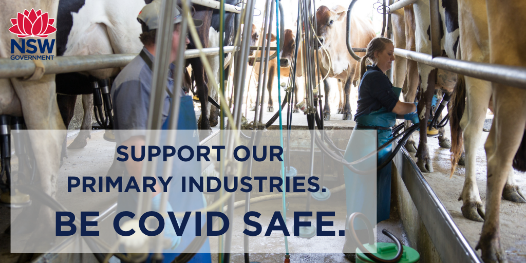 NSW
GOVERNMENT
SUPPORT OUR
PRIMARY INDUSTRIES.
BE COVID SAFE.